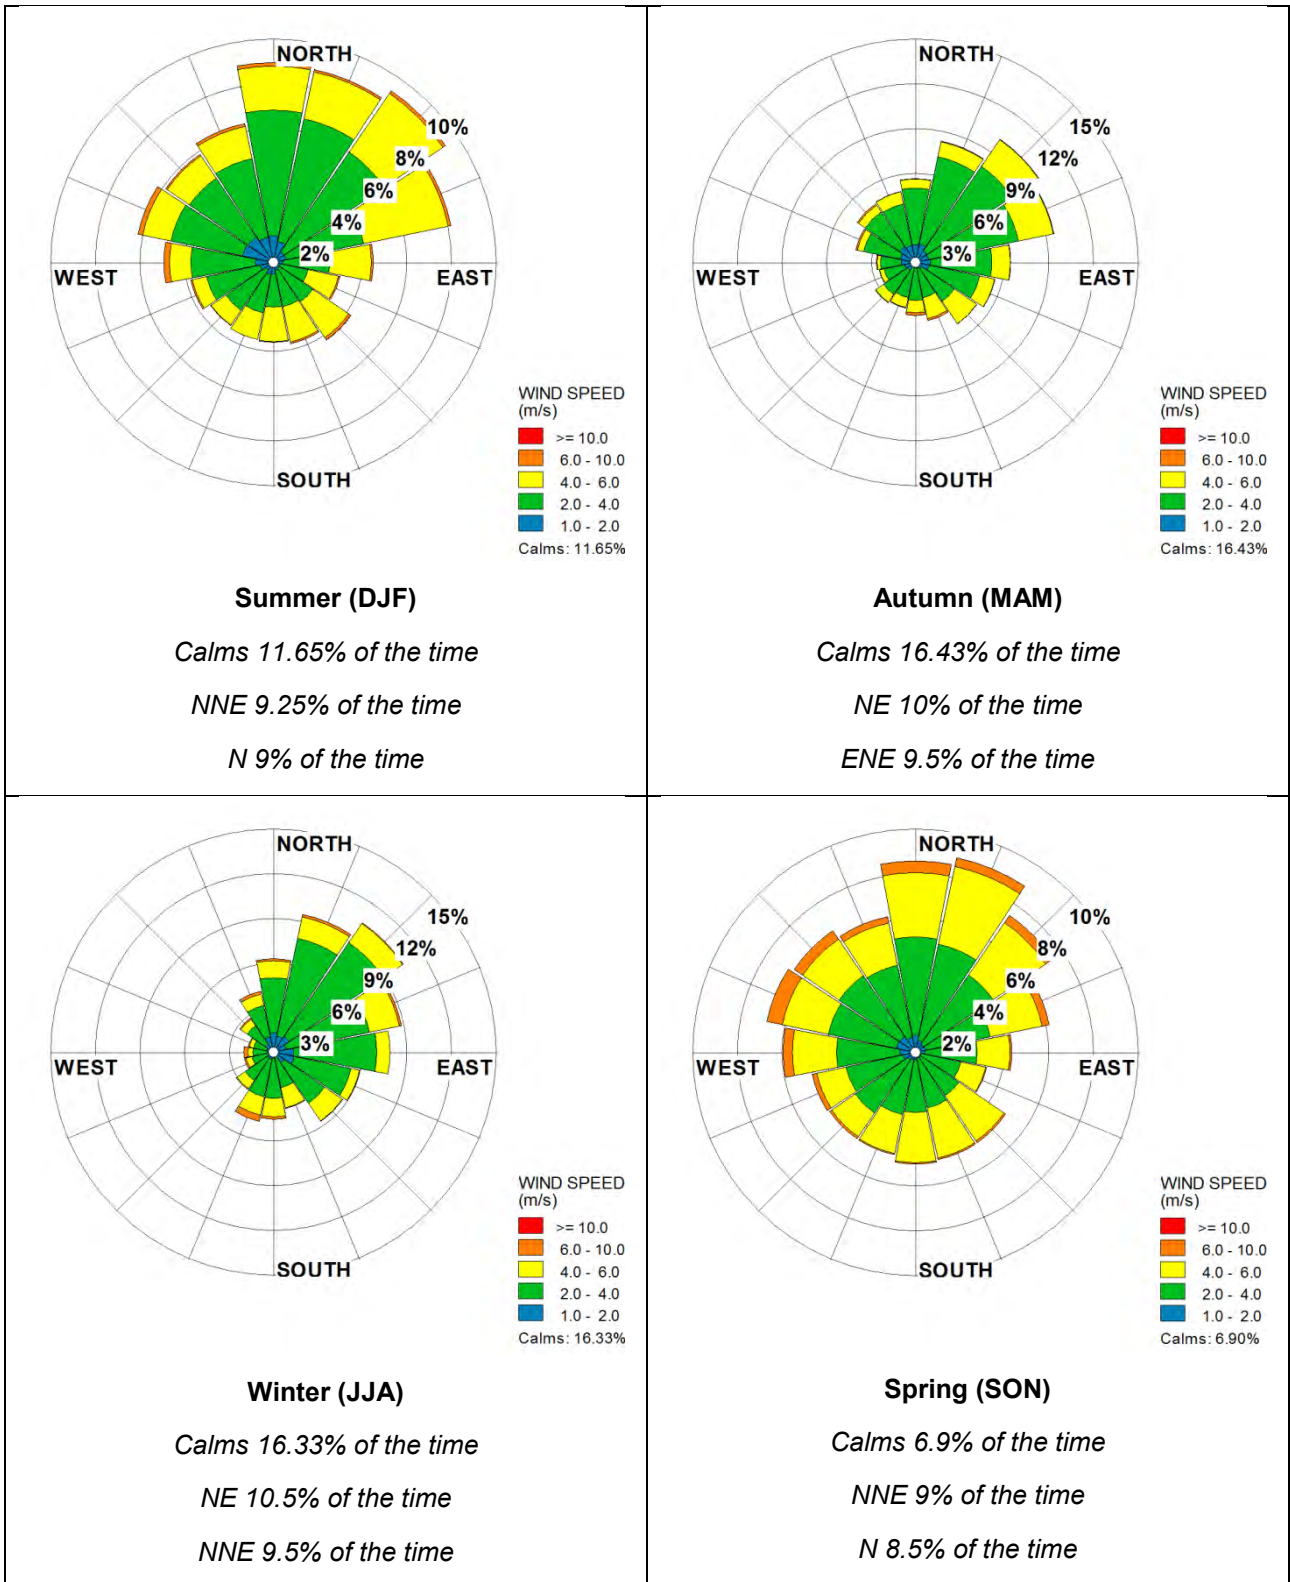 NORTH
10%
8%
6%
4%
2%
WEST
EAST
SOUTH
WIND SPEED
(m/s)
>= 10.0
6.0 - 10.0
4.0 - 6.0
2.0 - 4.0
1.0 - 2.0
Calms: 11.65%
Summer (DJF)
Calms 11.65% of the time
NNE 9.25% of the time
N 9% of the time
NORTH
15%
12%
9%
6%
3%
WEST
EAST
SOUTH
WIND SPEED
(m/s)
>= 10.0
6.0 - 10.0
4.0 - 6.0
2.0 - 4.0
1.0 - 2.0
Calms: 16.43%
Autumn (MAM)
Calms 16.43% of the time
NE 10% of the time
ENE 9.5% of the time
NORTH
15%
12%
9%
6%
3%
WEST
EAST
SOUTH
WIND SPEED
(m/s)
>= 10.0
6.0 - 10.0
4.0 - 6.0
2.0 - 4.0
1.0 - 2.0
Calms: 16.33%
Winter (JJA)
Calms 16.33% of the time
NE 10.5% of the time
NNE 9.5% of the time
NORTH
10%
8%
6%
4%
2%
WEST
EAST
SOUTH
WIND SPEED
(m/s)
>= 10.0
6.0 - 10.0
4.0 - 6.0
2.0 - 4.0
1.0 - 2.0
Calms: 6.90%
Spring (SON)
Calms 6.9% of the time
NNE 9% of the time
N 8.5% of the time